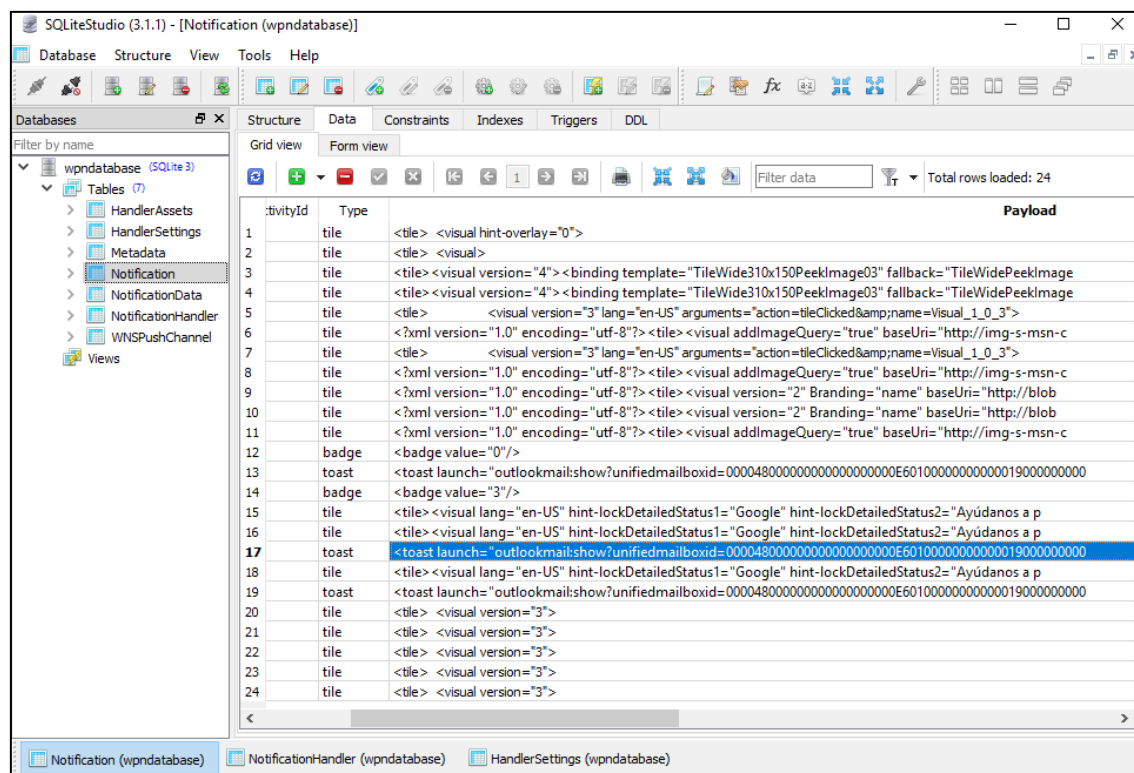 SQLiteStudio (3.1.1) - [Notification (wpndatabase)]
Database Structure View Tools Help
Databases
Filter by name
wpndatabase (SQLite 3)
Tables (7)
HandlerAssets
HandlerSettings
Metadata
Notification
NotificationData
NotificationHandler
WNSPushChannel
Views
Structure Data Constraints Indexes Triggers DDL
Grid view Form view
1 Filter data Total rows loaded: 24
:tivityId Type Payload
1 tile <tile> <visual hint-overlay="0">
2 tile <tile> <visual>
3 tile <tile><visual version="4"><binding template="TileWide310x150PeekImage03" fallback="TileWidePeekImage
4 tile <tile><visual version="4"><binding template="TileWide310x150PeekImage03" fallback="TileWidePeekImage
5 tile <tile> <visual version="3" lang="en-US" arguments="action=tileClicked&amp;name=Visual_1_0_3">
6 tile <?xml version="1.0" encoding="utf-8"?><tile><visual addImageQuery="true" baseUri="http://img-s-msn-c
7 tile <tile> <visual version="3" lang="en-US" arguments="action=tileClicked&amp;name=Visual_1_0_3">
8 tile <?xml version="1.0" encoding="utf-8"?><tile><visual addImageQuery="true" baseUri="http://img-s-msn-c
9 tile <?xml version="1.0" encoding="utf-8"?><tile><visual version="2" Branding="name" baseUri="http://blob
10 tile <?xml version="1.0" encoding="utf-8"?><tile><visual version="2" Branding="name" baseUri="http://blob
11 tile <?xml version="1.0" encoding="utf-8"?><tile><visual addImageQuery="true" baseUri="http://img-s-msn-c
12 badge <badge value="0"/>
13 toast <toast launch="outlookmail:show?unifiedmailboxid=
14 badge <badge value="3"/>
15 tile <tile><visual lang="en-US" hint-lockDetailedStatus1="Google" hint-lockDetailedStatus2="Ayúdanos a p
16 tile <tile><visual lang="en-US" hint-lockDetailedStatus1="Google" hint-lockDetailedStatus2="Ayúdanos a p
17 toast <toast launch="outlookmail:show?unifiedmailboxid=
18 tile <tile><visual lang="en-US" hint-lockDetailedStatus1="Google" hint-lockDetailedStatus2="Ayúdanos a p
19 toast <toast launch="outlookmail:show?unifiedmailboxid=
20 tile <tile> <visual version="3">
21 tile <tile> <visual version="3">
22 tile <tile> <visual version="3">
23 tile <tile> <visual version="3">
24 tile <tile> <visual version="3">
Notification (wpndatabase) NotificationHandler (wpndatabase) HandlerSettings (wpndatabase)